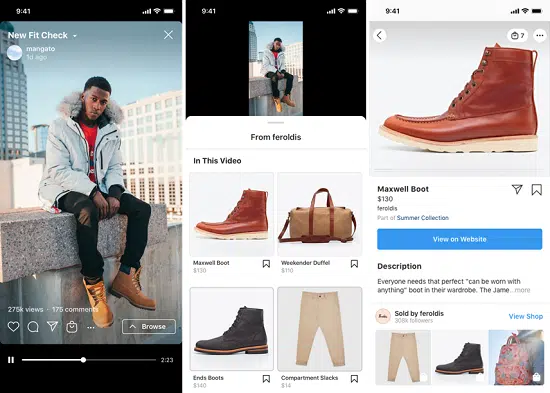 9:41
New Fit Check
mangato
1d ago
275k views · 175 comments
Browse
2:23
9:41
From feroldis
In This Video
Maxwell Boot
$130
Weekender Duffel
$110
Ends Boots
$140
Compartment Slacks
$14
9:41
7
Maxwell Boot
$130
feroldis
Part of Summer Collection
View on Website
Description
Everyone needs that perfect "can be worn with
anything" boot in their wardrobe. The Jame...more
Sold by feroldis
309k followers
View Shop